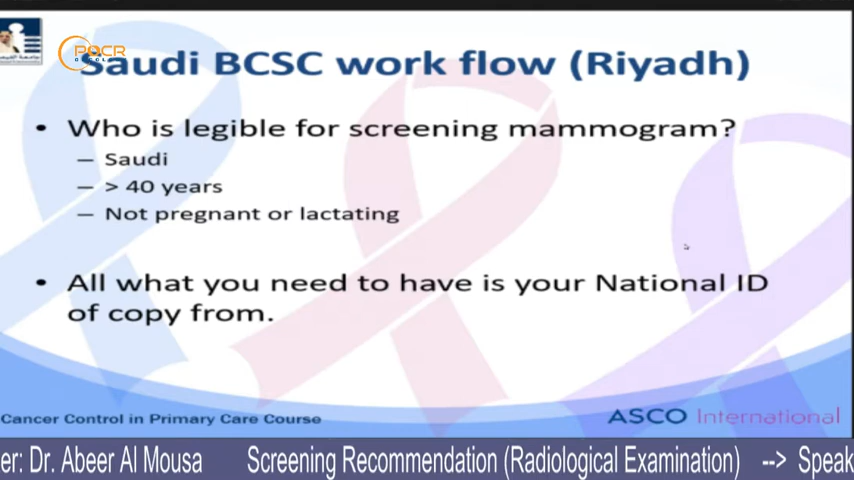 POCR
Saudi BCSC work flow (Riyadh)
• Who is legible for screening mammogram?
– Saudi
– > 40 years
– Not pregnant or lactating
• All what you need to have is your National ID
of copy from.
Cancer Control in Primary Care Course
ASCO International
er: Dr. Abeer Al Mousa Screening Recommendation (Radiological Examination) --> Speak